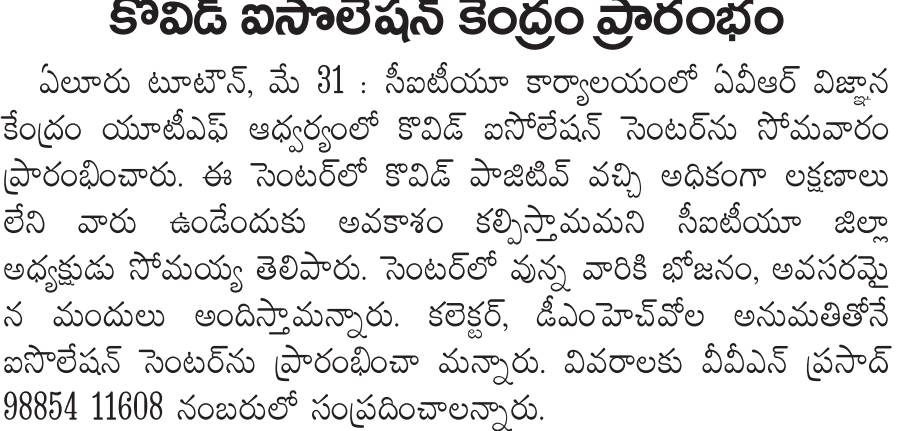 కొవిడ్ ఐసొలేషన్ కేంద్రం ప్రారంభం
ఏలూరు టూటౌన్, మే 31 : సీఐటీయూ కార్యాలయంలో ఏవీఆర్ విజ్ఞాన
కేంద్రం యూటీఎఫ్ ఆధ్వర్యంలో కొవిడ్ ఐసోలేషన్ సెంటర్‌ను సోమవారం
ప్రారంభించారు. ఈ సెంటర్‌లో కొవిడ్ పాజిటివ్ వచ్చి అధికంగా లక్షణాలు
లేని వారు ఉండేందుకు అవకాశం కల్పిస్తామమని సీఐటీయూ జిల్లా
అధ్యక్షుడు సోమయ్య తెలిపారు. సెంటర్‌లో వున్న వారికి భోజనం, అవసరమై
న మందులు అందిస్తామన్నారు. కలెక్టర్, డీఎంహెచ్‌వోల అనుమతితోనే
ఐసొలేషన్ సెంటర్‌ను ప్రారంభించా మన్నారు. వివరాలకు వీవీఎన్ ప్రసాద్
98854 11608 నంబరులో సంప్రదించాలన్నారు.